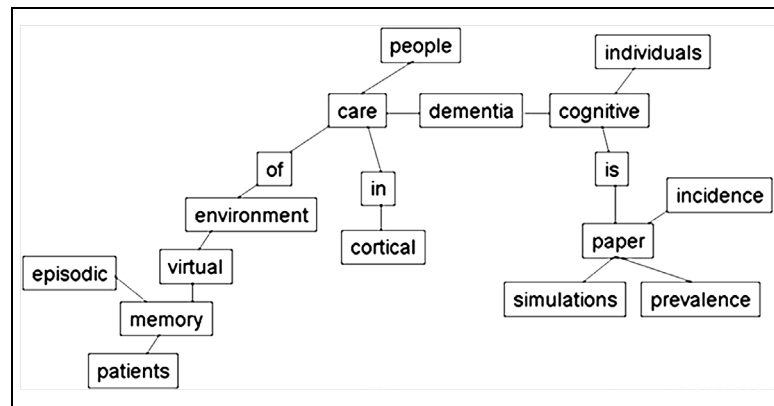 people
individuals
care
dementia
cognitive
of
is
in
incidence
environment
paper
cortical
virtual
episodic
simulations
prevalence
memory
patients